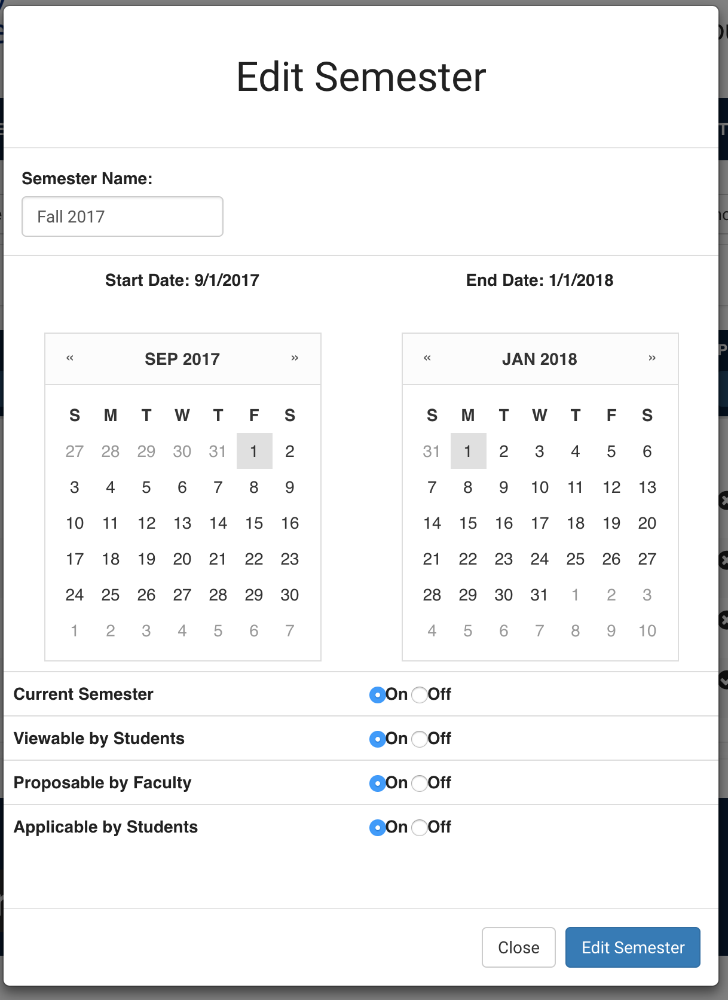 Edit Semester
Semester Name:
Fall 2017
Start Date: 9/1/2017
End Date: 1/1/2018
« SEP 2017 »
S M T W T F S
27 28 29 30 31 1 2
3 4 5 6 7 8 9
10 11 12 13 14 15 16
17 18 19 20 21 22 23
24 25 26 27 28 29 30
1 2 3 4 5 6 7
« JAN 2018 »
S M T W T F S
31 1 2 3 4 5 6
7 8 9 10 11 12 13
14 15 16 17 18 19 20
21 22 23 24 25 26 27
28 29 30 31 1 2 3
4 5 6 7 8 9 10
Current Semester On Off
Viewable by Students On Off
Proposable by Faculty On Off
Applicable by Students On Off
Close Edit Semester